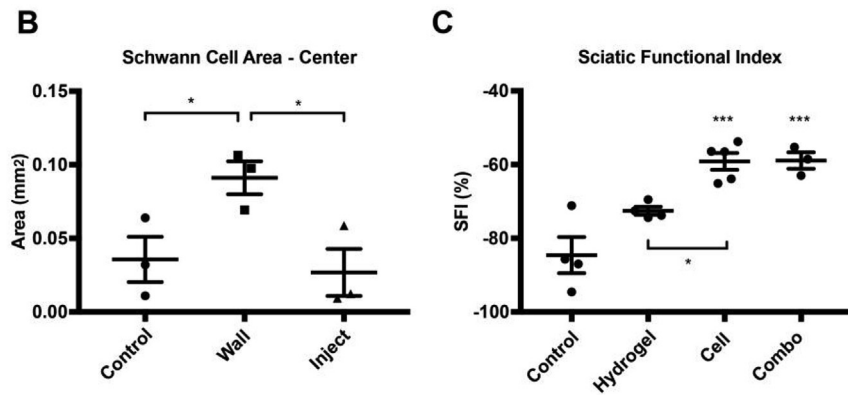 B
Schwann Cell Area - Center
Area (mm2)
0.15
0.10
0.05
0.00
*
*
Control
Wall
Inject
C
Sciatic Functional Index
SFI (%)
-40
-60
-80
-100
***
***
*
Control
Hydrogel
Cell
Combo